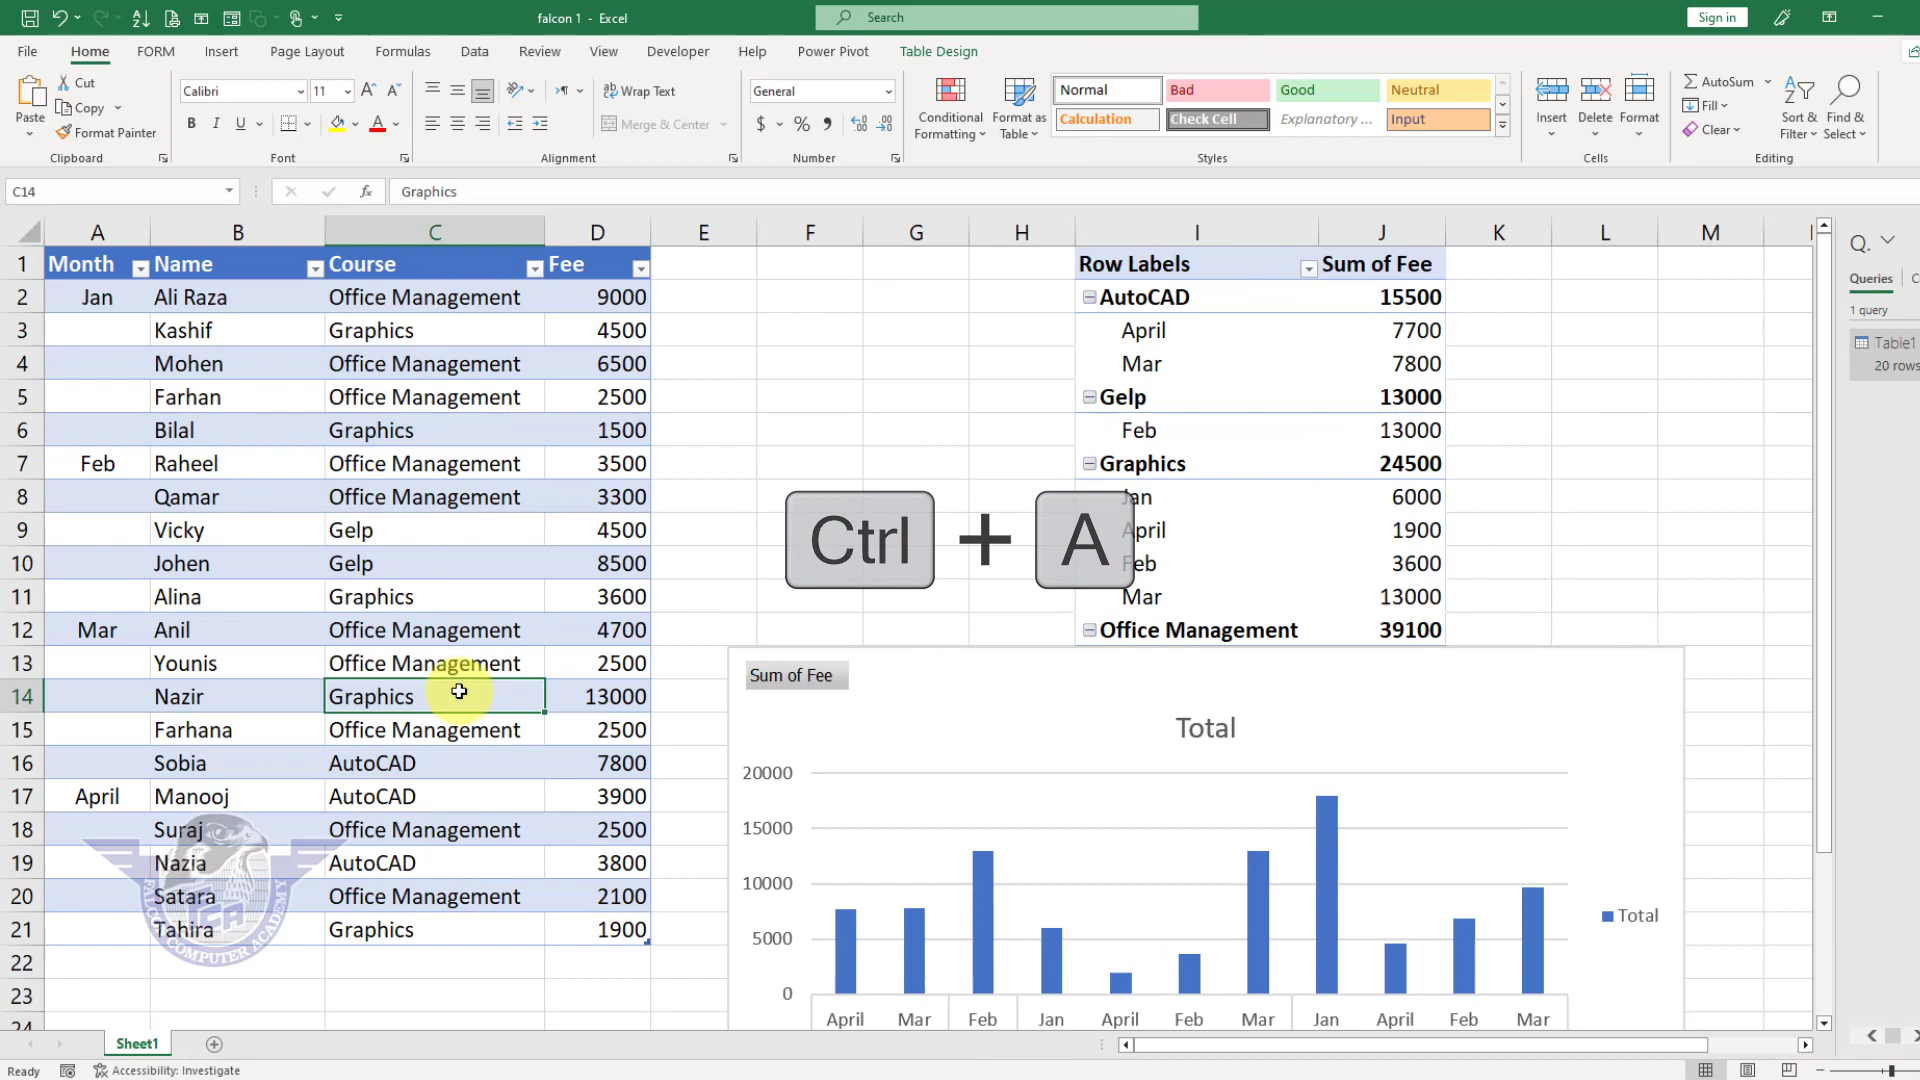 falcon 1 - Excel
Search
Sign in
File Home FORM Insert Page Layout Formulas Data Review View Developer Help Power Pivot Table Design
Paste
Cut
Copy
Format Painter
Clipboard
Calibri 11
B I U
Font
Wrap Text
Merge & Center
Alignment
General
$ % ,
Number
Conditional Formatting
Format as Table
Normal Bad Good Neutral
Calculation Check Cell Explanatory ... Input
Styles
Insert Delete Format
Cells
AutoSum
Fill
Clear
Sort & Filter
Find & Select
Editing
C14 fx Graphics
A B C D E F G H I J K L M
1 Month Name Course Fee Row Labels Sum of Fee
2 Jan Ali Raza Office Management 9000 AutoCAD 15500
3 Kashif Graphics 4500 April 7700
4 Mohen Office Management 6500 Mar 7800
5 Farhan Office Management 2500 Gelp 13000
6 Bilal Graphics 1500 Feb 13000
7 Feb Raheel Office Management 3500 Graphics 24500
8 Qamar Office Management 3300 Jan 6000
9 Vicky Gelp 4500 April 1900
10 Johen Gelp 8500 Feb 3600
11 Alina Graphics 3600 Mar 13000
12 Mar Anil Office Management 4700 Office Management 39100
13 Younis Office Management 2500
14 Nazir Graphics 13000
15 Farhana Office Management 2500
16 Sobia AutoCAD 7800
17 April Manooj AutoCAD 3900
18 Suraj Office Management 2500
19 Nazia AutoCAD 3800
20 Satara Office Management 2100
21 Tahira Graphics 1900
22
23
24
Ctrl + A
Sum of Fee
Total
20000
15000
10000
5000
0
April Mar Feb Jan April Feb Mar Jan April Feb Mar
Total
Queries
1 query
Table1
20 rows
FCA
COMPUTER ACADEMY
Sheet1
Ready
Accessibility: Investigate